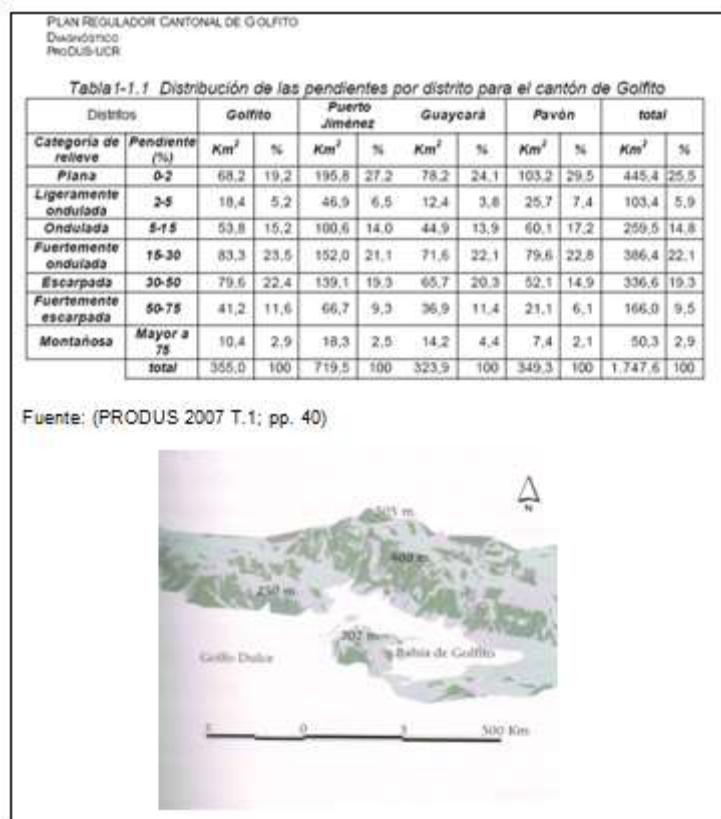 PLAN REGULADOR CANTONAL DE GOLFITO
DIAGNÓSTICO
PRODUS-UCR
Tabla1-1.1 Distribución de las pendientes por distrito para el cantón de Golfito
Distritos Golfito Puerto Jiménez Guaycará Pavón total
Categoría de relieve Pendiente (%) Km² % Km² % Km² % Km² % Km² %
Plana 0-2 68,2 19,2 195,8 27,2 78,2 24,1 103,2 29,5 445,4 25,5
Ligeramente ondulada 2-5 18,4 5,2 46,9 6,5 12,4 3,8 25,7 7,4 103,4 5,9
Ondulada 5-15 53,8 15,2 100,6 14,0 44,9 13,9 60,1 17,2 259,5 14,8
Fuertemente ondulada 15-30 83,3 23,5 152,0 21,1 71,6 22,1 79,6 22,8 386,4 22,1
Escarpada 30-50 79,6 22,4 139,1 19,3 65,7 20,3 52,1 14,9 336,6 19,3
Fuertemente escarpada 50-75 41,2 11,6 66,7 9,3 36,9 11,4 21,1 6,1 166,0 9,5
Montañosa Mayor a 75 10,4 2,9 18,3 2,5 14,2 4,4 7,4 2,1 50,3 2,9
total 355,0 100 719,5 100 323,9 100 349,3 100 1.747,6 100
Fuente: (PRODUS 2007 T.1; pp. 40)
N
505 m.
400 m.
250 m.
202 m.
Golfo Dulce
Bahía de Golfito
5 0 5 500 Km